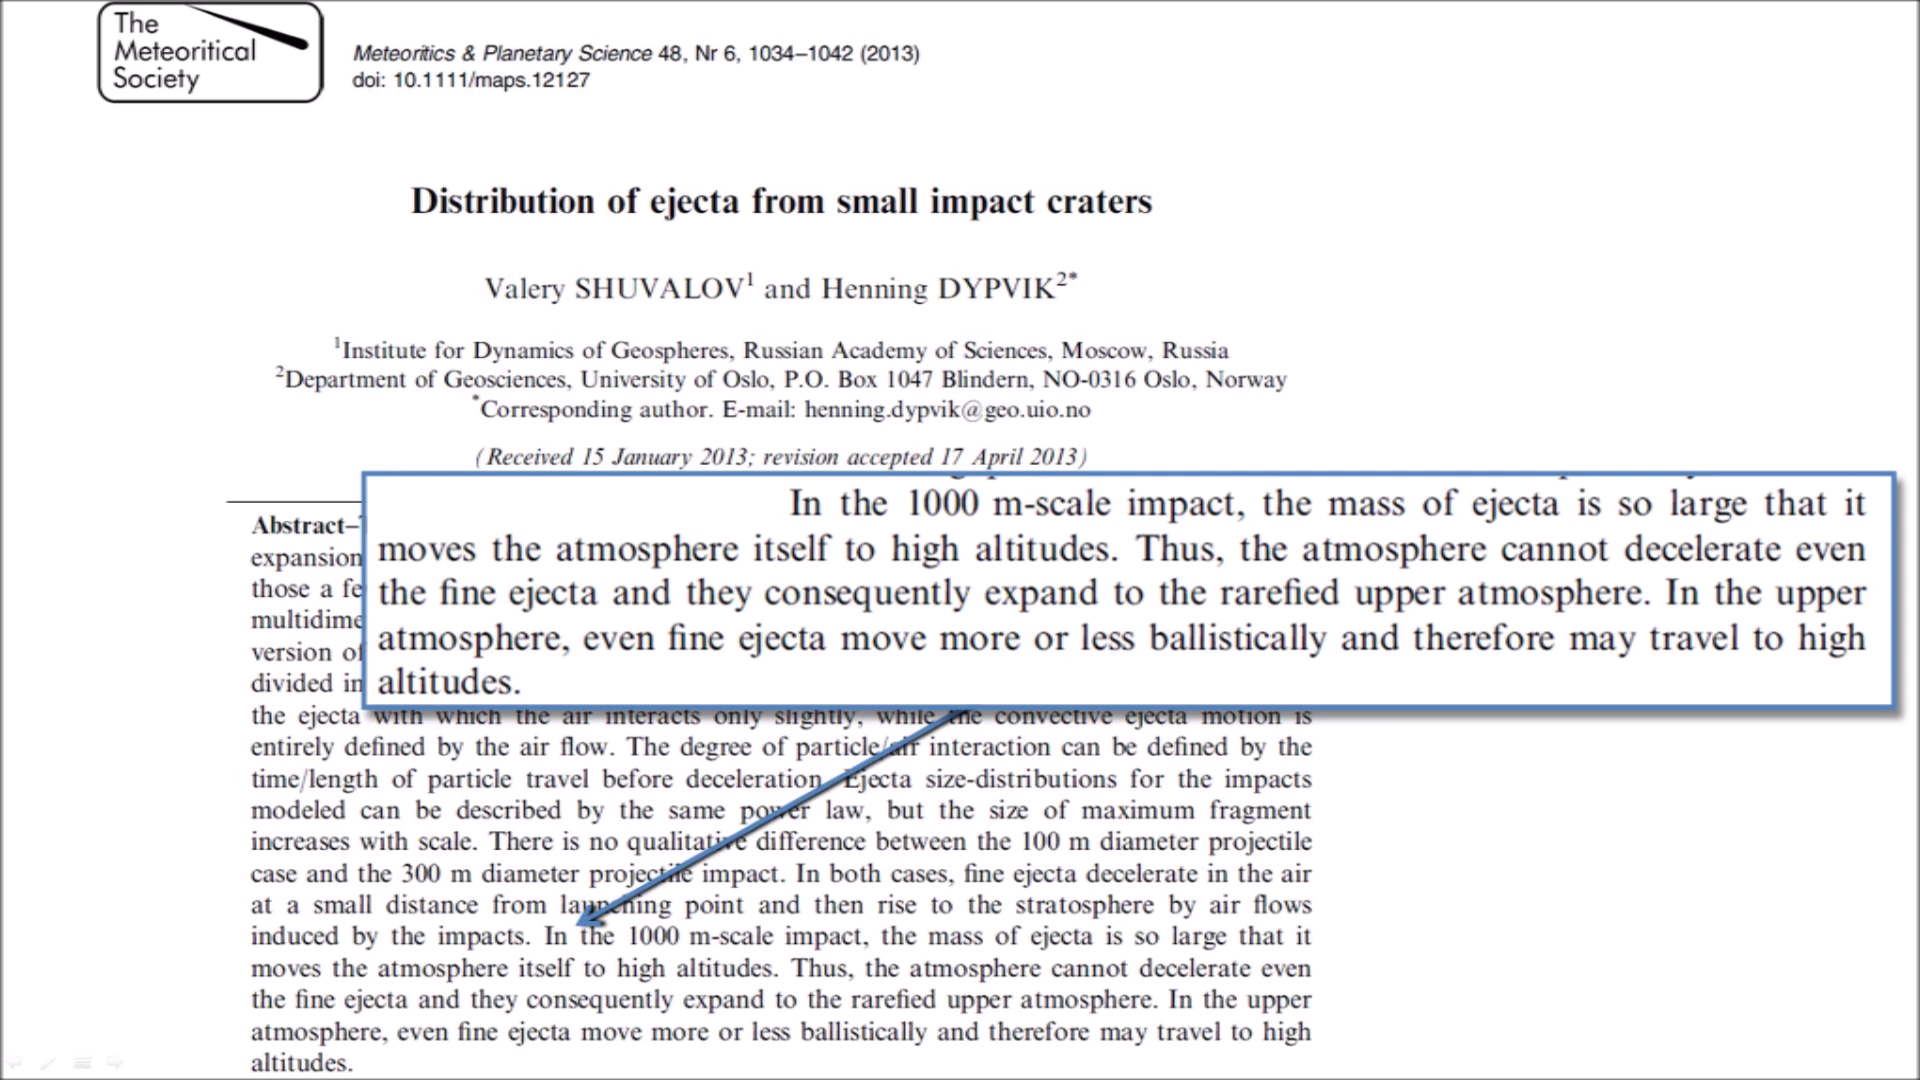 The
Meteoritical
Society
Meteoritics & Planetary Science 48, Nr 6, 1034–1042 (2013)
doi: 10.1111/maps.12127
Distribution of ejecta from small impact craters
Valery SHUVALOV1 and Henning DYPVIK2*
1Institute for Dynamics of Geospheres, Russian Academy of Sciences, Moscow, Russia
2Department of Geosciences, University of Oslo, P.O. Box 1047 Blindern, NO-0316 Oslo, Norway
*Corresponding author. E-mail: henning.dypvik@geo.uio.no
(Received 15 January 2013; revision accepted 17 April 2013)
In the 1000 m-scale impact, the mass of ejecta is so large that it
moves the atmosphere itself to high altitudes. Thus, the atmosphere cannot decelerate even
the fine ejecta and they consequently expand to the rarefied upper atmosphere. In the upper
atmosphere, even fine ejecta move more or less ballistically and therefore may travel to high
altitudes.
Abstract–
expansion
those a fe
multidime
version of
divided in
the ejecta with which the air interacts only slightly, while the convective ejecta motion is
entirely defined by the air flow. The degree of particle/air interaction can be defined by the
time/length of particle travel before deceleration. Ejecta size-distributions for the impacts
modeled can be described by the same power law, but the size of maximum fragment
increases with scale. There is no qualitative difference between the 100 m diameter projectile
case and the 300 m diameter projectile impact. In both cases, fine ejecta decelerate in the air
at a small distance from launching point and then rise to the stratosphere by air flows
induced by the impacts. In the 1000 m-scale impact, the mass of ejecta is so large that it
moves the atmosphere itself to high altitudes. Thus, the atmosphere cannot decelerate even
the fine ejecta and they consequently expand to the rarefied upper atmosphere. In the upper
atmosphere, even fine ejecta move more or less ballistically and therefore may travel to high
altitudes.